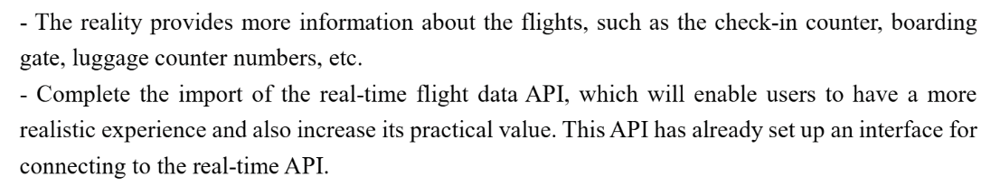 - The reality provides more information about the flights, such as the check-in counter, boarding
gate, luggage counter numbers, etc.
- Complete the import of the real-time flight data API, which will enable users to have a more
realistic experience and also increase its practical value. This API has already set up an interface for
connecting to the real-time API.